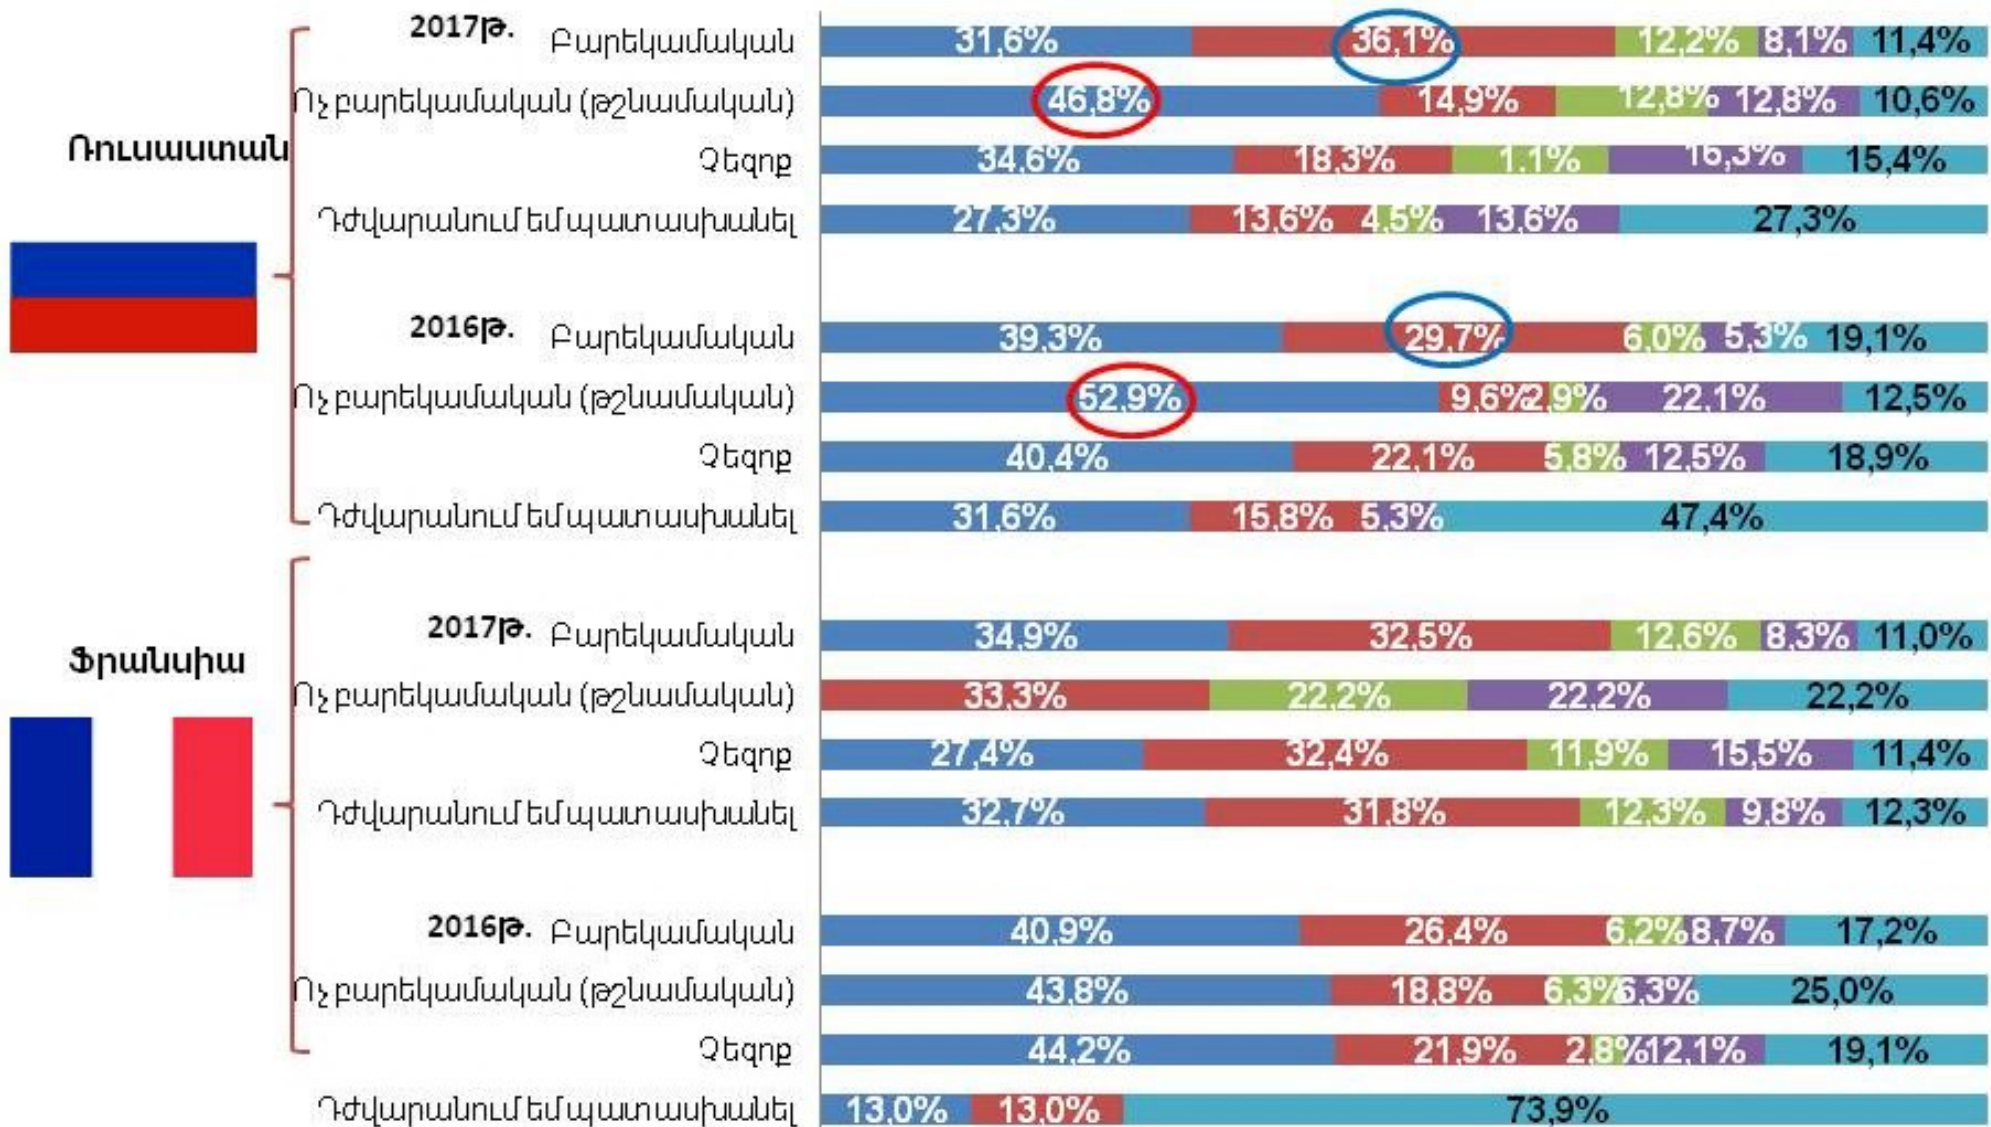 2017թ. Բարեկամական 31,6% 36,1% 12,2% 8,1% 11,4%
Ոչ բարեկամական (թշնամական) 46,8% 14,9% 12,8% 12,8% 10,6%
Ռուսաստան
Չեզոք 34,6% 18,3% 1.1% 16,3% 15,4%
Դժվարանում եմ պատասխանել 27,3% 13,6% 4,5% 13,6% 27,3%
2016թ. Բարեկամական 39,3% 29,7% 6,0% 5,3% 19,1%
Ոչ բարեկամական (թշնամական) 52,9% 9,6% 2,9% 22,1% 12,5%
Չեզոք 40,4% 22,1% 5,8% 12,5% 18,9%
Դժվարանում եմ պատասխանել 31,6% 15,8% 5,3% 47,4%
2017թ. Բարեկամական 34,9% 32,5% 12,6% 8,3% 11,0%
Ֆրանսիա
Ոչ բարեկամական (թշնամական) 33,3% 22,2% 22,2% 22,2%
Չեզոք 27,4% 32,4% 11,9% 15,5% 11,4%
Դժվարանում եմ պատասխանել 32,7% 31,8% 12,3% 9,8% 12,3%
2016թ. Բարեկամական 40,9% 26,4% 6,2% 8,7% 17,2%
Ոչ բարեկամական (թշնամական) 43,8% 18,8% 6,3% 6,3% 25,0%
Չեզոք 44,2% 21,9% 2,8% 12,1% 19,1%
Դժվարանում եմ պատասխանել 13,0% 13,0% 73,9%